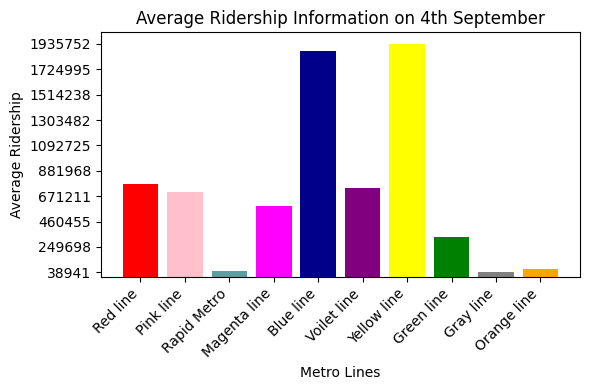 Average Ridership Information on 4th September
Average Ridership
1935752
1724995
1514238
1303482
1092725
881968
671211
460455
249698
38941
Red line
Pink line
Rapid Metro
Magenta line
Blue line
Voilet line
Yellow line
Green line
Gray line
Orange line
Metro Lines